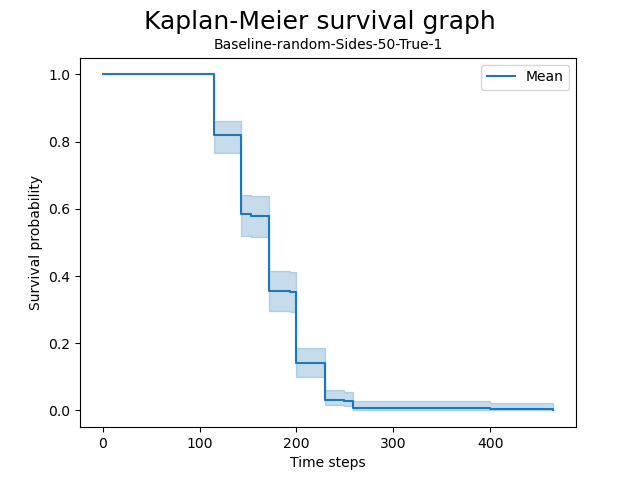 Kaplan-Meier survival graph
Baseline-random-Sides-50-True-1
Mean
Survival probability
1.0
0.8
0.6
0.4
0.2
0.0
0 100 200 300 400
Time steps